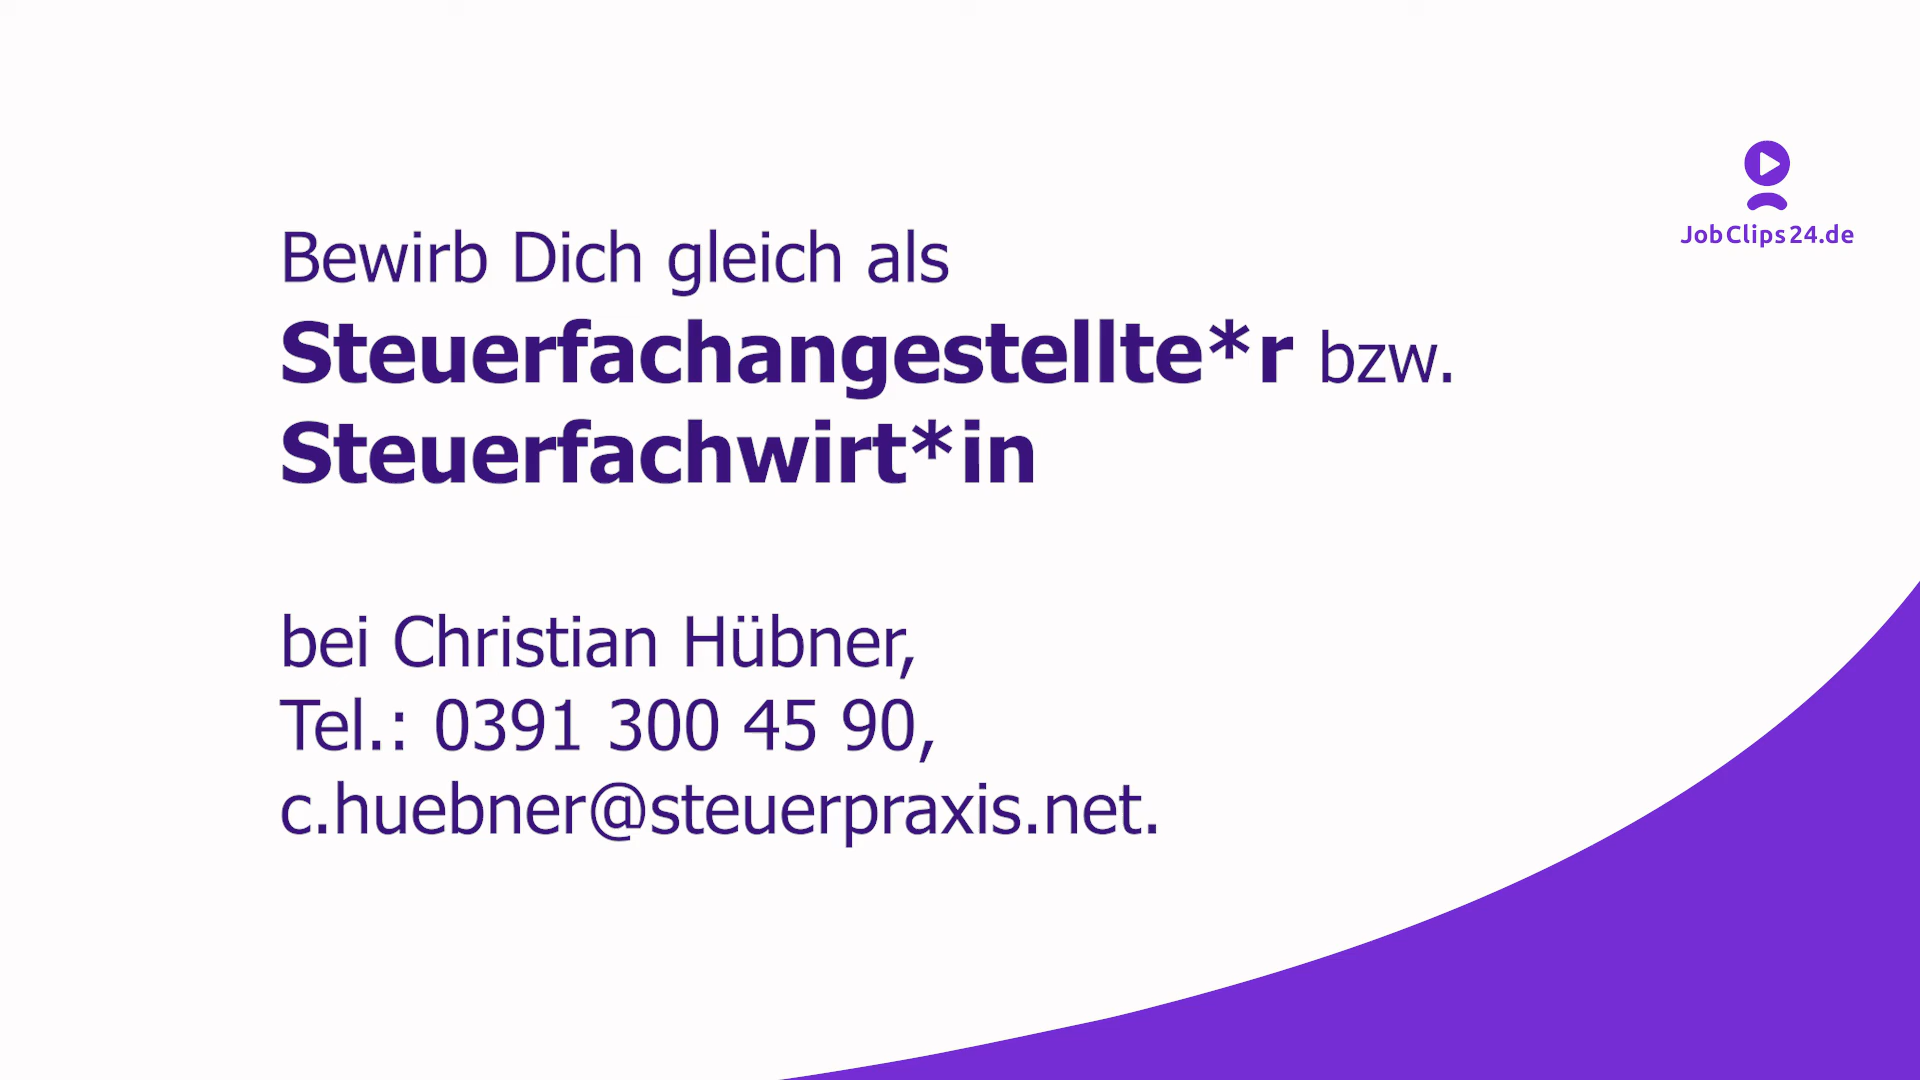 JobClips24.de
Bewirb Dich gleich als
Steuerfachangestellte*r bzw.
Steuerfachwirt*in
bei Christian Hübner,
Tel.: 0391 300 45 90,
c.huebner@steuerpraxis.net.